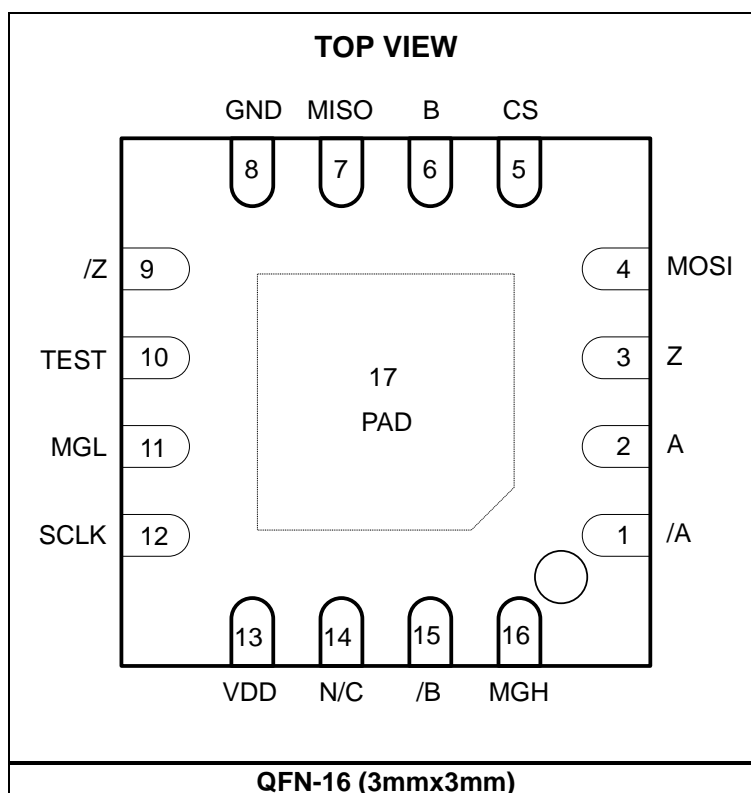 TOP VIEW
GND MISO B CS
8 7 6 5
/Z 9 4 MOSI
TEST 10 3 Z
17
PAD
MGL 11 2 A
SCLK 12 1 /A
13 14 15 16
VDD N/C /B MGH
QFN-16 (3mmx3mm)